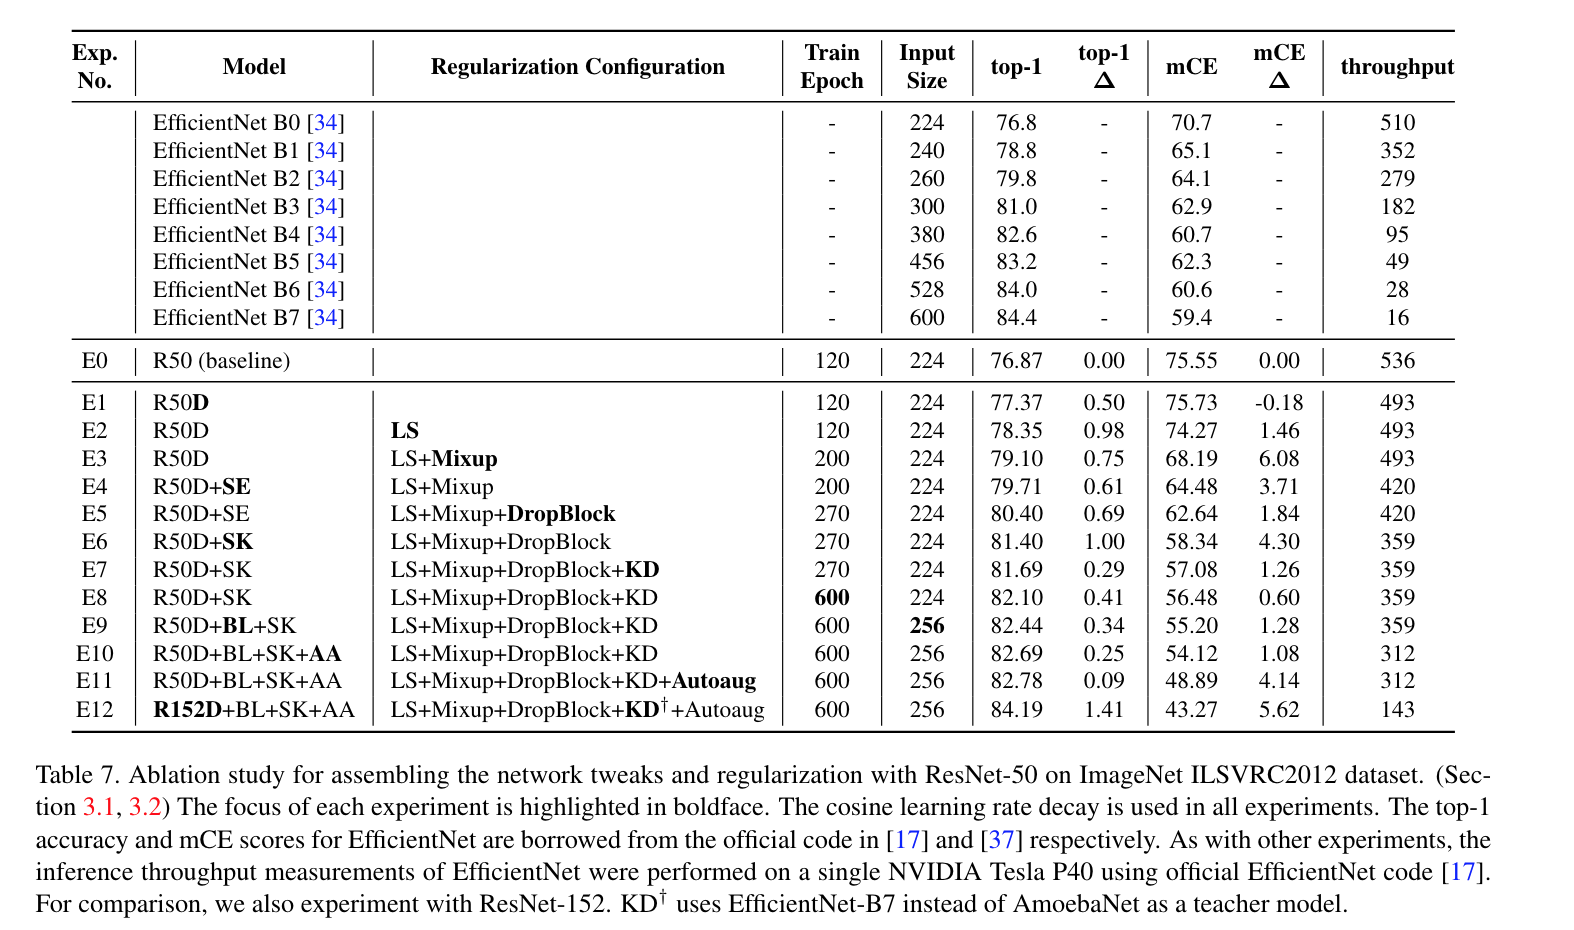 Exp. No. | Model | Regularization Configuration | Train Epoch | Input Size | top-1 | top-1 Δ | mCE | mCE Δ | throughput
EfficientNet B0 [34] | - | 224 | 76.8 | - | 70.7 | - | 510
EfficientNet B1 [34] | - | 240 | 78.8 | - | 65.1 | - | 352
EfficientNet B2 [34] | - | 260 | 79.8 | - | 64.1 | - | 279
EfficientNet B3 [34] | - | 300 | 81.0 | - | 62.9 | - | 182
EfficientNet B4 [34] | - | 380 | 82.6 | - | 60.7 | - | 95
EfficientNet B5 [34] | - | 456 | 83.2 | - | 62.3 | - | 49
EfficientNet B6 [34] | - | 528 | 84.0 | - | 60.6 | - | 28
EfficientNet B7 [34] | - | 600 | 84.4 | - | 59.4 | - | 16
E0 | R50 (baseline) | 120 | 224 | 76.87 | 0.00 | 75.55 | 0.00 | 536
E1 | R50D | 120 | 224 | 77.37 | 0.50 | 75.73 | -0.18 | 493
E2 | R50D | LS | 120 | 224 | 78.35 | 0.98 | 74.27 | 1.46 | 493
E3 | R50D | LS+Mixup | 200 | 224 | 79.10 | 0.75 | 68.19 | 6.08 | 493
E4 | R50D+SE | LS+Mixup | 200 | 224 | 79.71 | 0.61 | 64.48 | 3.71 | 420
E5 | R50D+SE | LS+Mixup+DropBlock | 270 | 224 | 80.40 | 0.69 | 62.64 | 1.84 | 420
E6 | R50D+SK | LS+Mixup+DropBlock | 270 | 224 | 81.40 | 1.00 | 58.34 | 4.30 | 359
E7 | R50D+SK | LS+Mixup+DropBlock+KD | 270 | 224 | 81.69 | 0.29 | 57.08 | 1.26 | 359
E8 | R50D+SK | LS+Mixup+DropBlock+KD | 600 | 224 | 82.10 | 0.41 | 56.48 | 0.60 | 359
E9 | R50D+BL+SK | LS+Mixup+DropBlock+KD | 600 | 256 | 82.44 | 0.34 | 55.20 | 1.28 | 359
E10 | R50D+BL+SK+AA | LS+Mixup+DropBlock+KD | 600 | 256 | 82.69 | 0.25 | 54.12 | 1.08 | 312
E11 | R50D+BL+SK+AA | LS+Mixup+DropBlock+KD+Autoaug | 600 | 256 | 82.78 | 0.09 | 48.89 | 4.14 | 312
E12 | R152D+BL+SK+AA | LS+Mixup+DropBlock+KD†+Autoaug | 600 | 256 | 84.19 | 1.41 | 43.27 | 5.62 | 143
Table 7. Ablation study for assembling the network tweaks and regularization with ResNet-50 on ImageNet ILSVRC2012 dataset. (Sec-
tion 3.1, 3.2) The focus of each experiment is highlighted in boldface. The cosine learning rate decay is used in all experiments. The top-1
accuracy and mCE scores for EfficientNet are borrowed from the official code in [17] and [37] respectively. As with other experiments, the
inference throughput measurements of EfficientNet were performed on a single NVIDIA Tesla P40 using official EfficientNet code [17].
For comparison, we also experiment with ResNet-152. KD† uses EfficientNet-B7 instead of AmoebaNet as a teacher model.